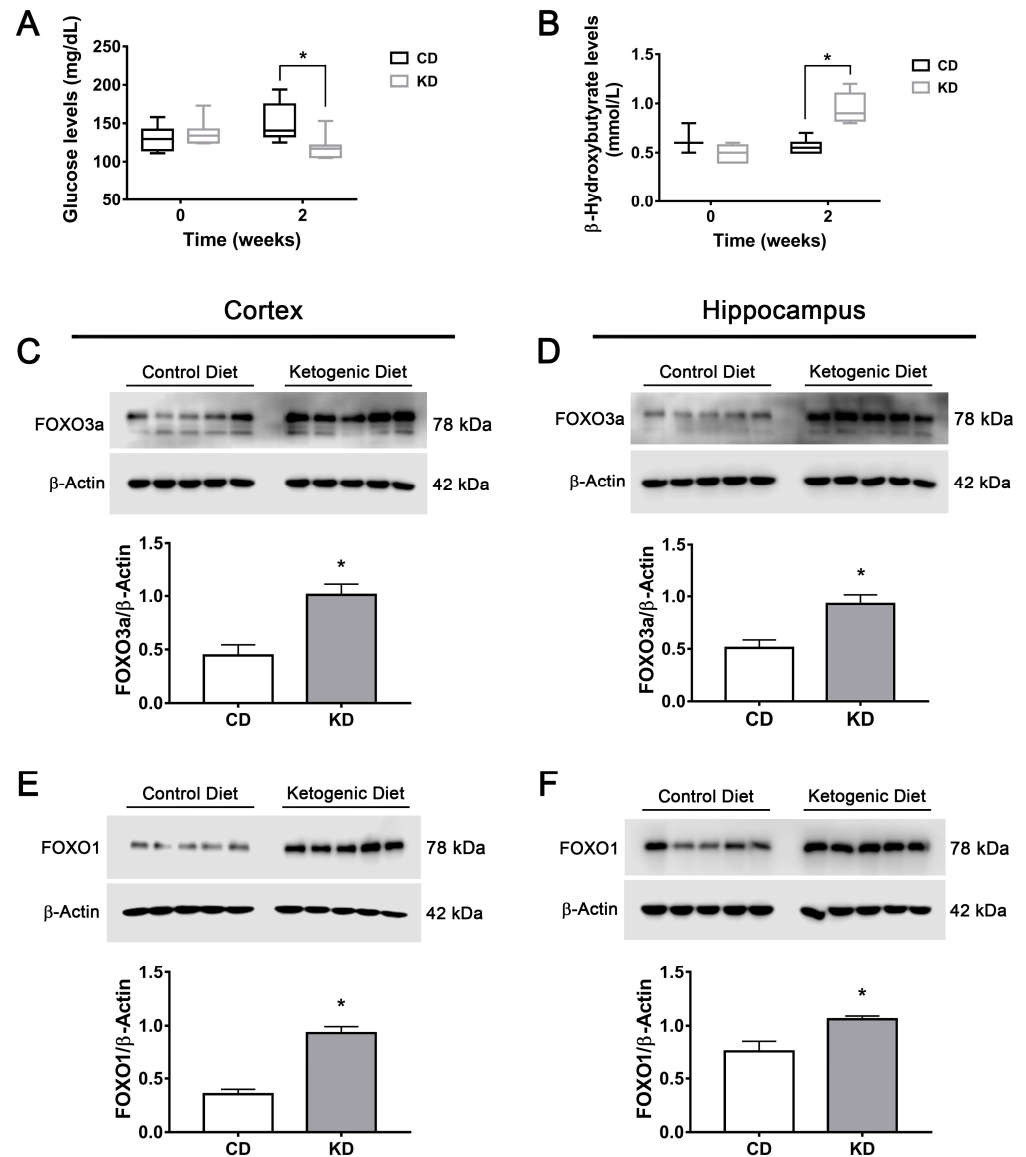 A
Glucose levels (mg/dL)
250
200
150
100
50
*
CD
KD
0
2
Time (weeks)
B
β-Hydroxybutyrate levels
(mmol/L)
1.5
1.0
0.5
0.0
*
CD
KD
0
2
Time (weeks)
Cortex
Hippocampus
C
Control Diet
Ketogenic Diet
FOXO3a
78 kDa
β-Actin
42 kDa
FOXO3a/β-Actin
1.5
1.0
0.5
0.0
*
CD
KD
D
Control Diet
Ketogenic Diet
FOXO3a
78 kDa
β-Actin
42 kDa
FOXO3a/β-Actin
1.5
1.0
0.5
0.0
*
CD
KD
E
Control Diet
Ketogenic Diet
FOXO1
78 kDa
β-Actin
42 kDa
FOXO1/β-Actin
1.5
1.0
0.5
0.0
*
CD
KD
F
Control Diet
Ketogenic Diet
FOXO1
78 kDa
β-Actin
42 kDa
FOXO1/β-Actin
1.5
1.0
0.5
0.0
*
CD
KD